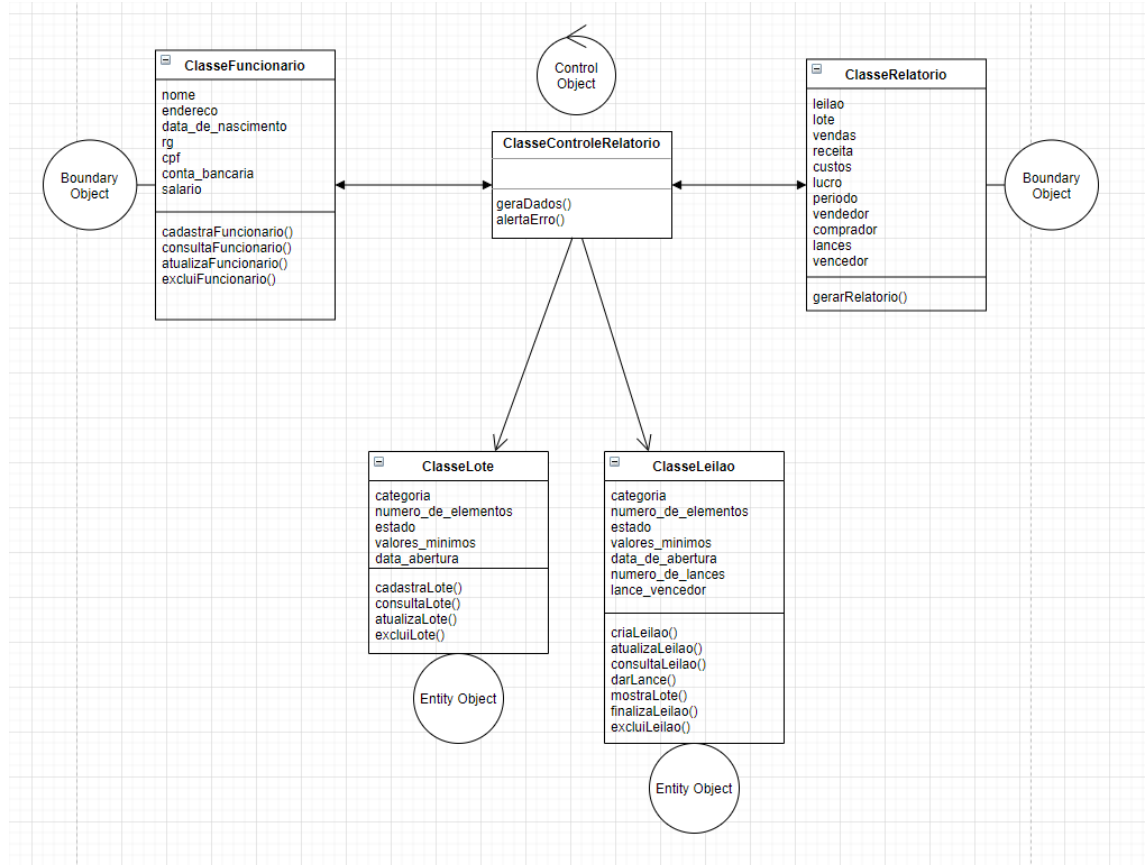 ClasseFuncionario
nome
endereco
data_de_nascimento
rg
cpf
conta_bancaria
salario
cadastraFuncionario()
consultaFuncionario()
atualizaFuncionario()
excluiFuncionario()
Boundary
Object
Control
Object
ClasseControleRelatorio
geraDados()
alertaErro()
ClasseRelatorio
leilao
lote
vendas
receita
custos
lucro
periodo
vendedor
comprador
lances
vencedor
gerarRelatorio()
Boundary
Object
ClasseLote
categoria
numero_de_elementos
estado
valores_minimos
data_abertura
cadastraLote()
consultaLote()
atualizaLote()
excluiLote()
Entity Object
ClasseLeilao
categoria
numero_de_elementos
estado
valores_minimos
data_de_abertura
numero_de_lances
lance_vencedor
criaLeilao()
atualizaLeilao()
consultaLeilao()
darLance()
mostraLote()
finalizaLeilao()
excluiLeilao()
Entity Object